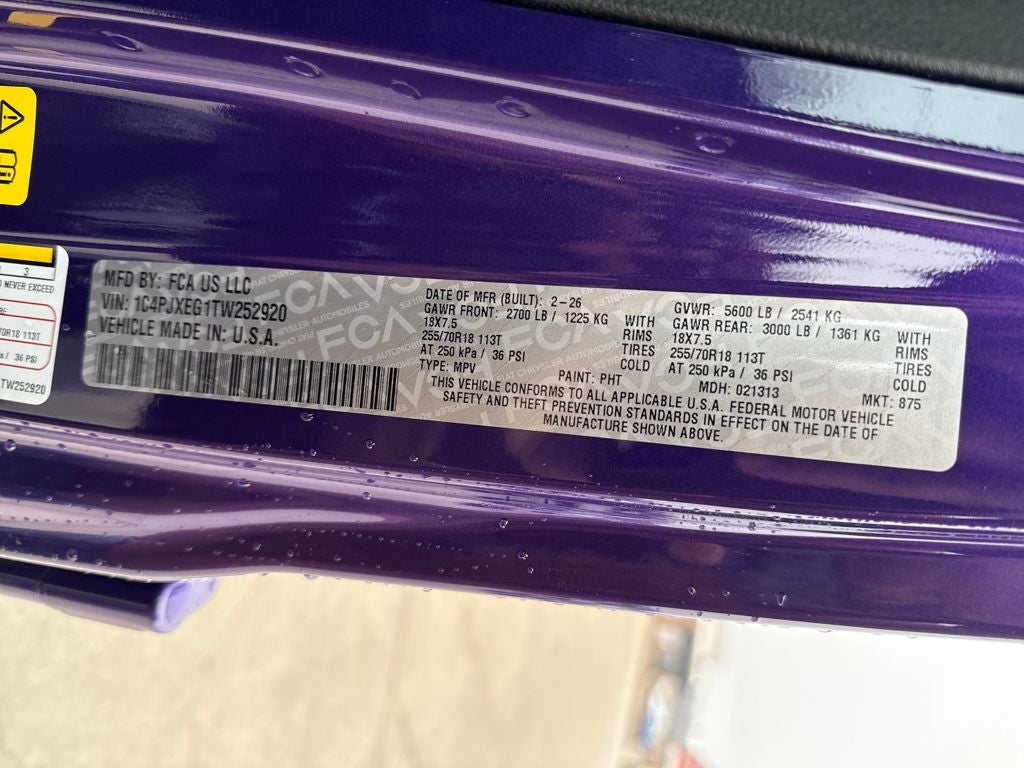 3
O NEVER EXCEED
70R18 113T
/ 36 PSI
TW252920
MFD BY: FCA US LLC
VIN: 1C4PJXEG1TW252920
VEHICLE MADE IN: U.S.A.
DATE OF MFR (BUILT): 2-26
GAWR FRONT: 2700 LB / 1225 KG WITH
18X7.5 RIMS
255/70R18 113T TIRES
AT 250 kPa / 36 PSI COLD
TYPE: MPV PAINT: PHT
GVWR: 5600 LB / 2541 KG
GAWR REAR: 3000 LB / 1361 KG WITH
18X7.5 RIMS
255/70R18 113T TIRES
AT 250 kPa / 36 PSI COLD
MDH: 021313 MKT: 875
THIS VEHICLE CONFORMS TO ALL APPLICABLE U.S.A. FEDERAL MOTOR VEHICLE
SAFETY AND THEFT PREVENTION STANDARDS IN EFFECT ON THE DATE OF
MANUFACTURE SHOWN ABOVE.